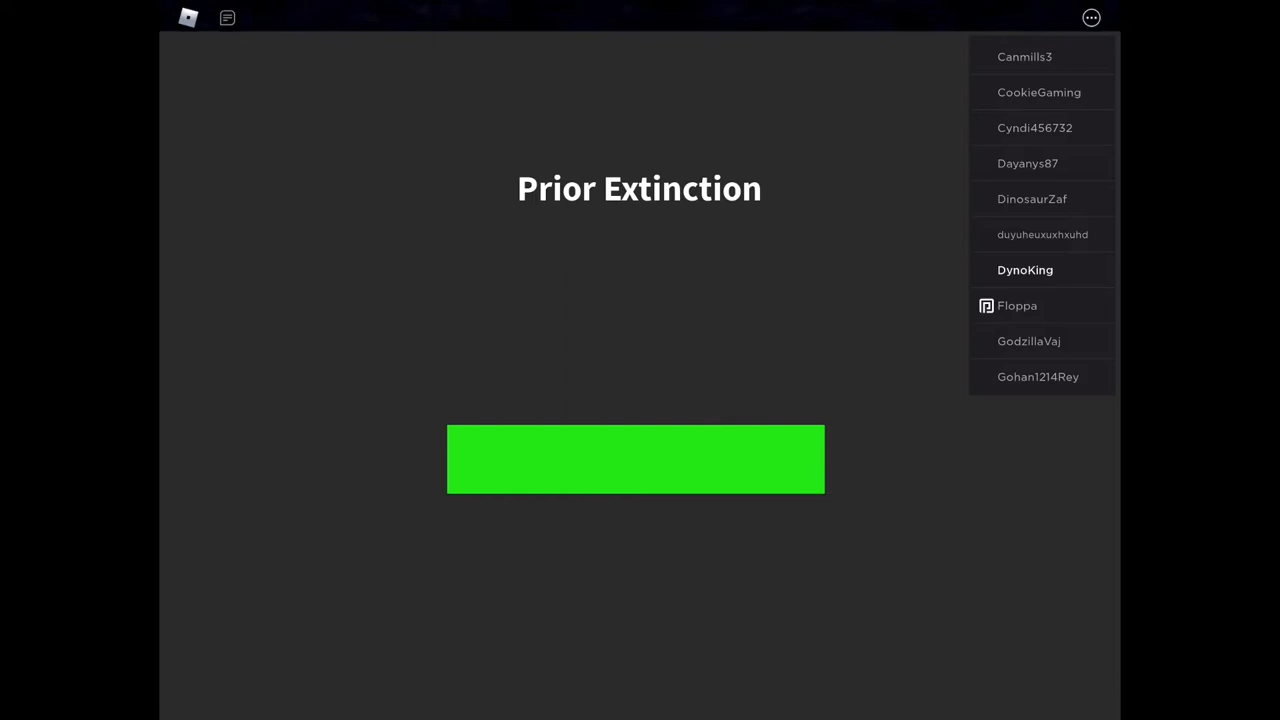 Prior Extinction
Canmills3
CookieGaming
Cyndi456732
Dayanys87
DinosaurZaf
duyuheuxuxhxuhd
DynoKing
Floppa
GodzillaVaj
Gohan1214Rey